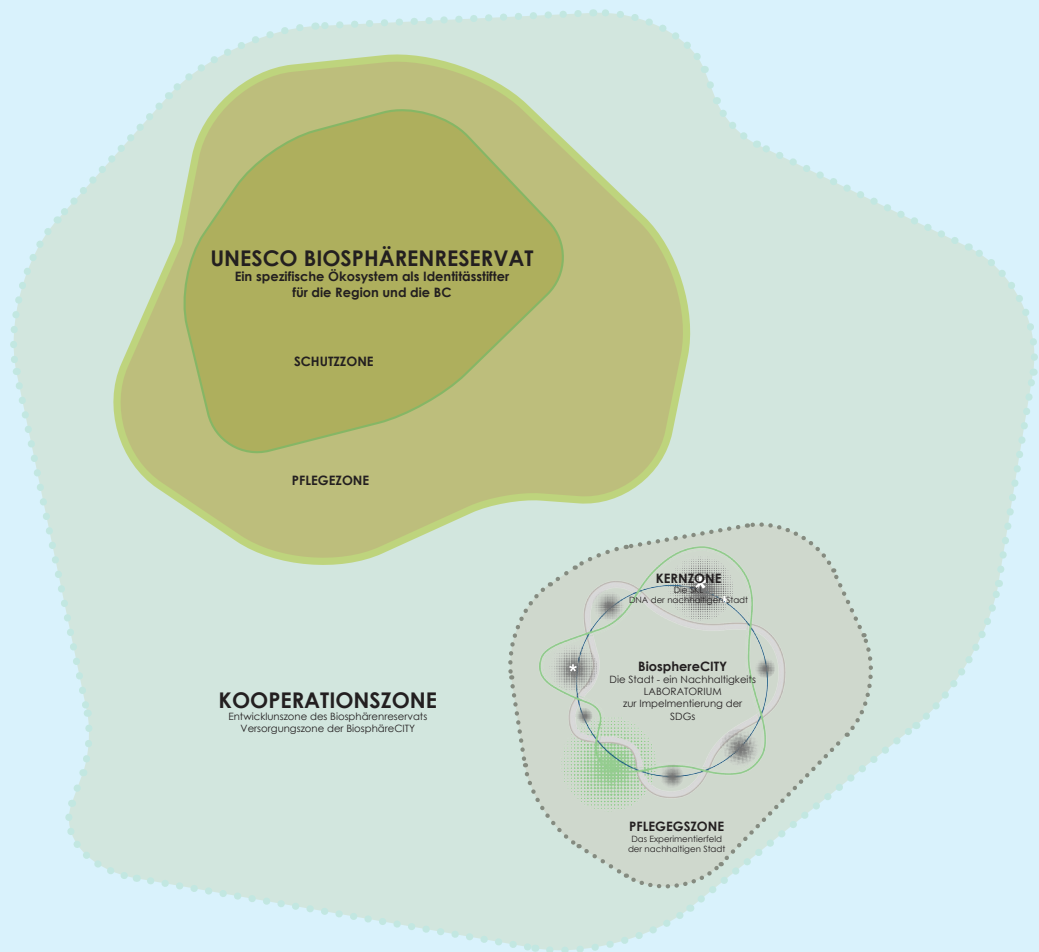 UNESCO BIOSPHÄRENRESERVAT
Ein spezifische Ökosystem als Identitässtifter
für die Region und die BC
SCHUTZZONE
PFLEGEZONE
KERNZONE
Die
DNA der nachhaltigen Stadt
BiosphereCITY
Die Stadt - ein Nachhaltigkeits
LABORATORIUM
zur Impelmentierung der
SDGs
KOOPERATIONSZONE
Entwicklunszone des Biosphärenreservats
Versorgungszone der BiosphäreCITY
PFLEGEGSZONE
Das Experimentierfeld
der nachhaltigen Stadt